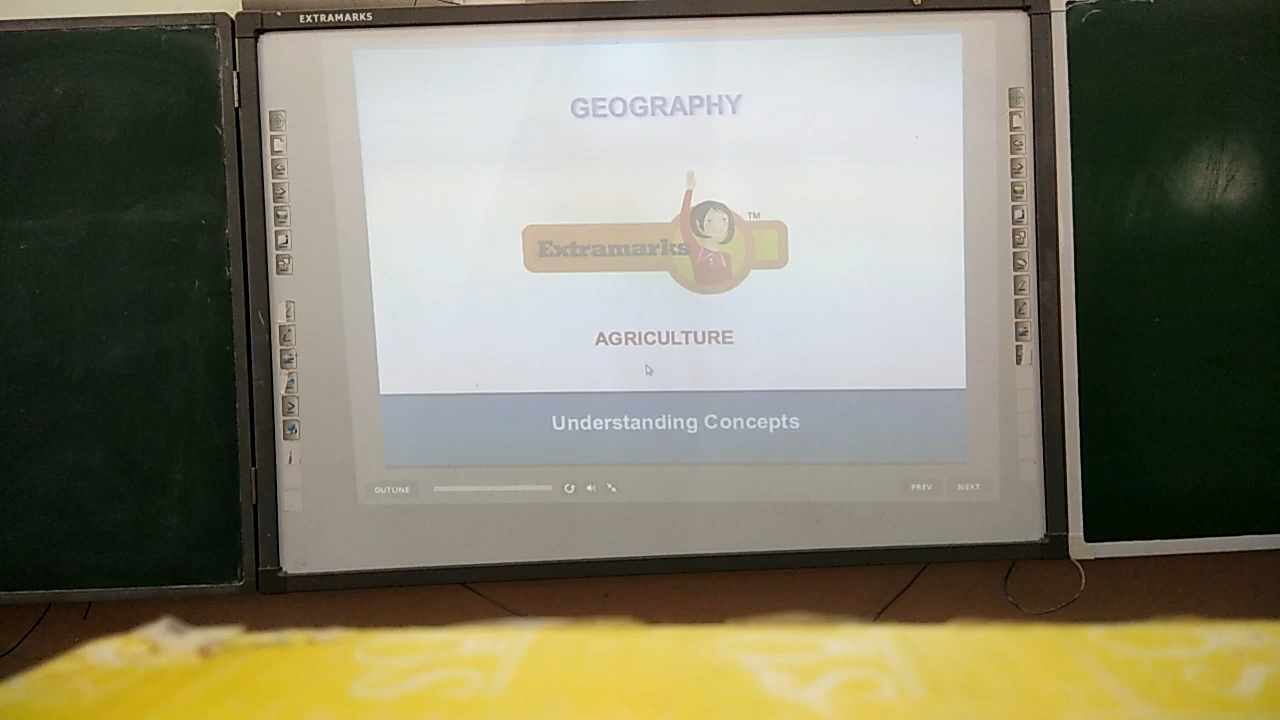 EXTRAMARKS
GEOGRAPHY
Extramarks
TM
AGRICULTURE
Understanding Concepts
OUTLINE
PREV
NEXT